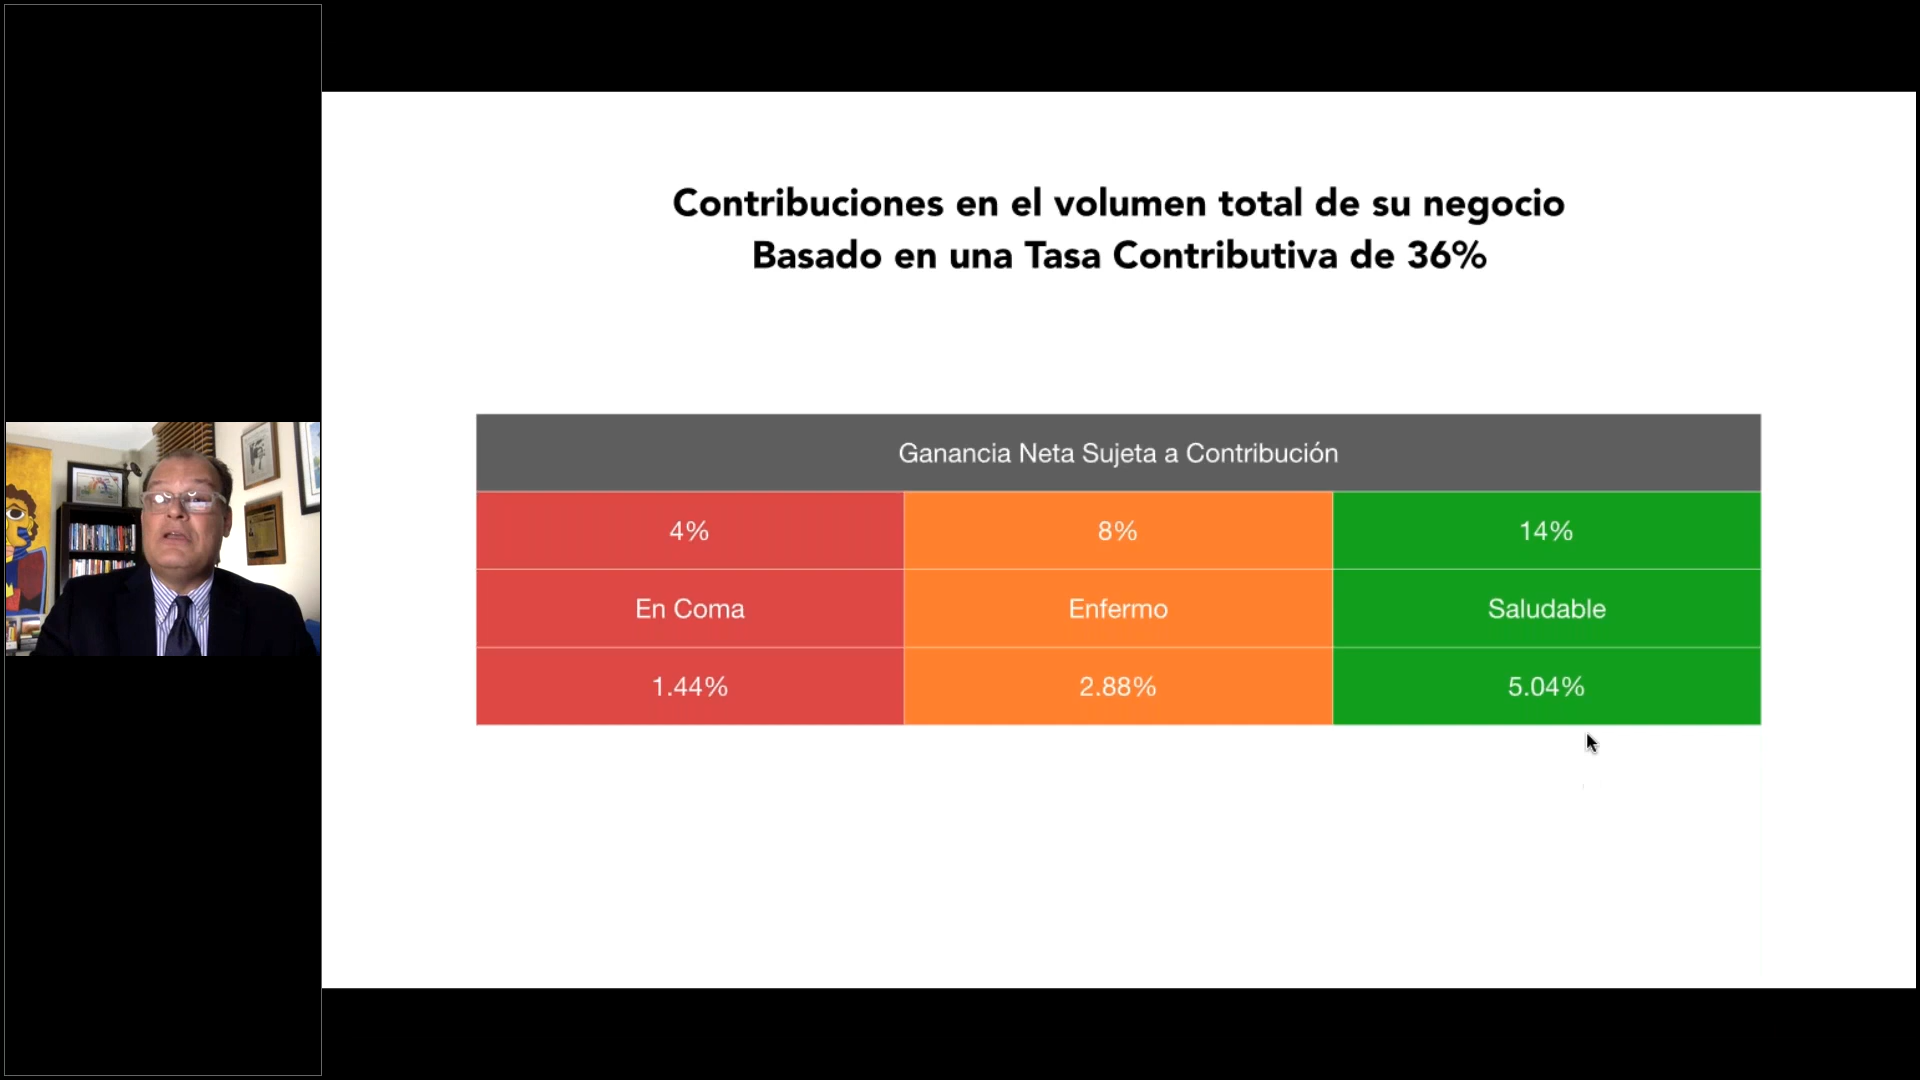 Contribuciones en el volumen total de su negocio
Basado en una Tasa Contributiva de 36%
Ganancia Neta Sujeta a Contribución
4% 8% 14%
En Coma Enfermo Saludable
1.44% 2.88% 5.04%